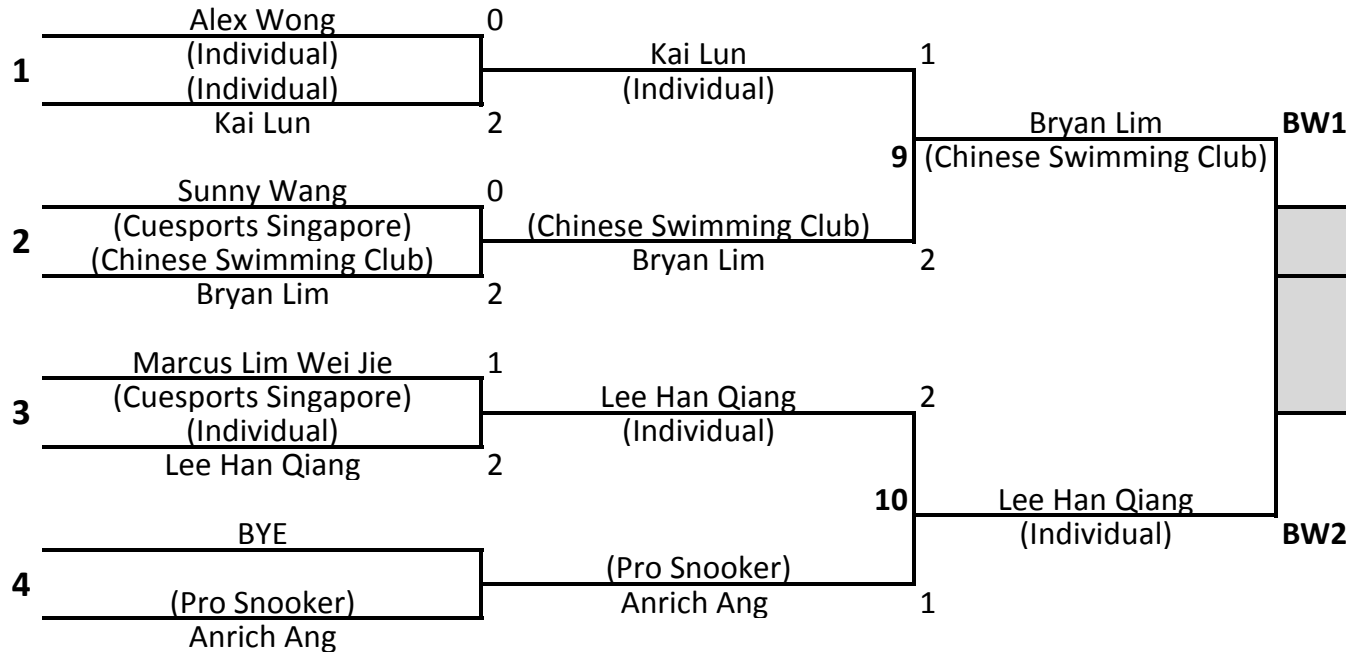 Alex Wong 0
(Individual) Kai Lun 1
1
(Individual) (Individual)
Kai Lun 2 Bryan Lim BW1
9 (Chinese Swimming Club)
Sunny Wang 0
(Cuesports Singapore) (Chinese Swimming Club)
2
(Chinese Swimming Club) Bryan Lim 2
Bryan Lim 2
Marcus Lim Wei Jie 1
(Cuesports Singapore) Lee Han Qiang 2
3
(Individual) (Individual)
Lee Han Qiang 2
10 Lee Han Qiang
BYE (Individual) BW2
(Pro Snooker)
4
(Pro Snooker) Anrich Ang 1
Anrich Ang